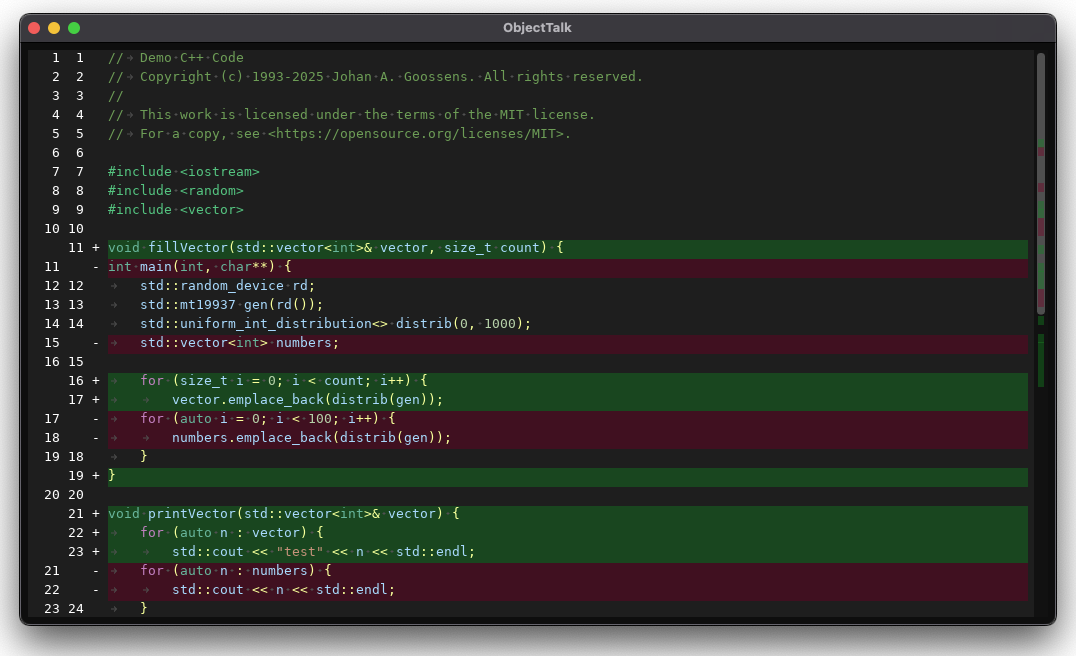 ObjectTalk
1 1 // Demo C++ Code
2 2 // Copyright (c) 1993-2025 Johan A. Goossens. All rights reserved.
3 3 //
4 4 // This work is licensed under the terms of the MIT license.
5 5 // For a copy, see <https://opensource.org/licenses/MIT>.
6 6
7 7 #include <iostream>
8 8 #include <random>
9 9 #include <vector>
10 10
11 + void fillVector(std::vector<int>& vector, size_t count) {
11 - int main(int, char**) {
12 12 std::random_device rd;
13 13 std::mt19937 gen(rd());
14 14 std::uniform_int_distribution<> distrib(0, 1000);
15 - std::vector<int> numbers;
16 15
16 + for (size_t i = 0; i < count; i++) {
17 + vector.emplace_back(distrib(gen));
17 - for (auto i = 0; i < 100; i++) {
18 - numbers.emplace_back(distrib(gen));
19 18 }
19 + }
20 20
21 + void printVector(std::vector<int>& vector) {
22 + for (auto n : vector) {
23 + std::cout << "test" << n << std::endl;
21 - for (auto n : numbers) {
22 - std::cout << n << std::endl;
23 24 }